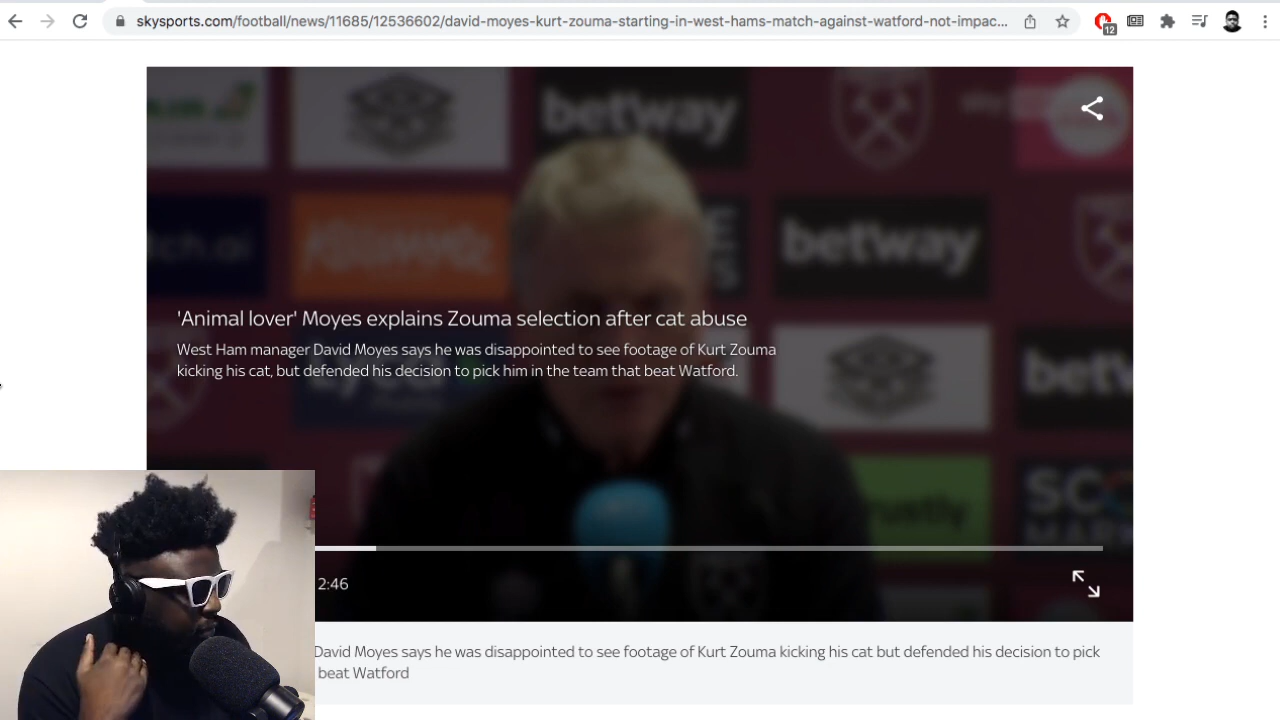 skysports.com/football/news/11685/12536602/david-moyes-kurt-zouma-starting-in-west-hams-match-against-watford-not-impac...
12
betway
betway
'Animal lover' Moyes explains Zouma selection after cat abuse
West Ham manager David Moyes says he was disappointed to see footage of Kurt Zouma
kicking his cat, but defended his decision to pick him in the team that beat Watford.
2:46
David Moyes says he was disappointed to see footage of Kurt Zouma kicking his cat but defended his decision to pick
beat Watford